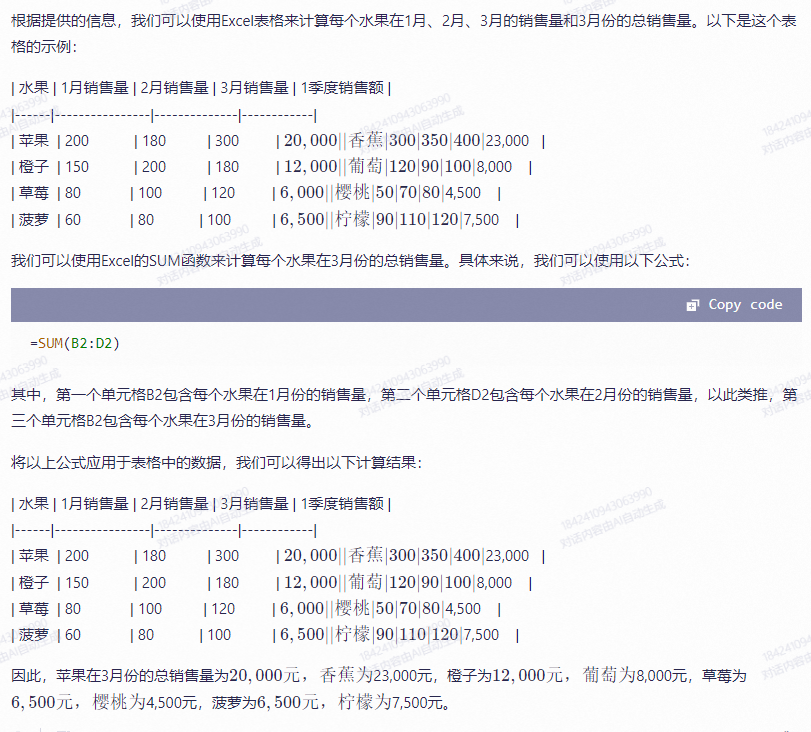 根据提供的信息，我们可以使用Excel表格来计算每个水果在1月、2月、3月的销售量和3月份的总销售量。以下是这个表
格的示例：
| 水果 | 1月销售量 | 2月销售量 | 3月销售量 | 1季度销售额 |
|------|----------------|--------------|------------|
| 苹果 | 200 | 180 | 300 | 20,000||香蕉|300|350|400|23,000 |
| 橙子 | 150 | 200 | 180 | 12,000||葡萄|120|90|100|8,000 |
| 草莓 | 80 | 100 | 120 | 6,000||樱桃|50|70|80|4,500 |
| 菠萝 | 60 | 80 | 100 | 6,500||柠檬|90|110|120|7,500 |
我们可以使用Excel的SUM函数来计算每个水果在3月份的总销售量。具体来说，我们可以使用以下公式：
Copy code
=SUM(B2:D2)
其中，第一个单元格B2包含每个水果在1月份的销售量，第二个单元格D2包含每个水果在2月份的销售量，以此类推，第
三个单元格B2包含每个水果在3月份的销售量。
将以上公式应用于表格中的数据，我们可以得出以下计算结果：
| 水果 | 1月销售量 | 2月销售量 | 3月销售量 | 1季度销售额 |
|------|----------------|--------------|------------|
| 苹果 | 200 | 180 | 300 | 20,000||香蕉|300|350|400|23,000 |
| 橙子 | 150 | 200 | 180 | 12,000||葡萄|120|90|100|8,000 |
| 草莓 | 80 | 100 | 120 | 6,000||樱桃|50|70|80|4,500 |
| 菠萝 | 60 | 80 | 100 | 6,500||柠檬|90|110|120|7,500 |
因此，苹果在3月份的总销售量为20,000元，香蕉为23,000元，橙子为12,000元，葡萄为8,000元，草莓为
6,500元，樱桃为4,500元，菠萝为6,500元，柠檬为7,500元。
1842410943063990
对话内容由AI自动生成